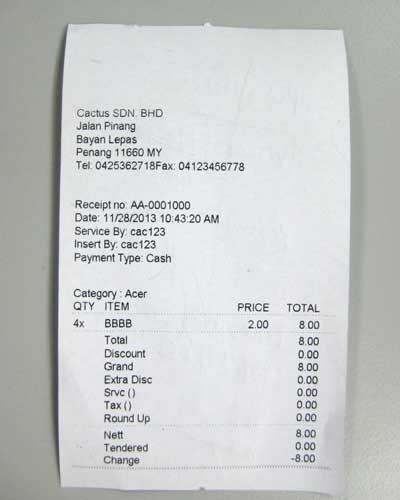 Cactus SDN. BHD
Jalan Pinang
Bayan Lepas
Penang 11660 MY
Tel: 0425362718Fax: 04123456778
Receipt no: AA-0001000
Date: 11/28/2013 10:43:20 AM
Service By: cac123
Insert By: cac123
Payment Type: Cash
Category : Acer
QTY ITEM PRICE TOTAL
4x BBBB 2.00 8.00
Total 8.00
Discount 0.00
Grand 8.00
Extra Disc 0.00
Srvc () 0.00
Tax () 0.00
Round Up 0.00
Nett 8.00
Tendered 0.00
Change -8.00